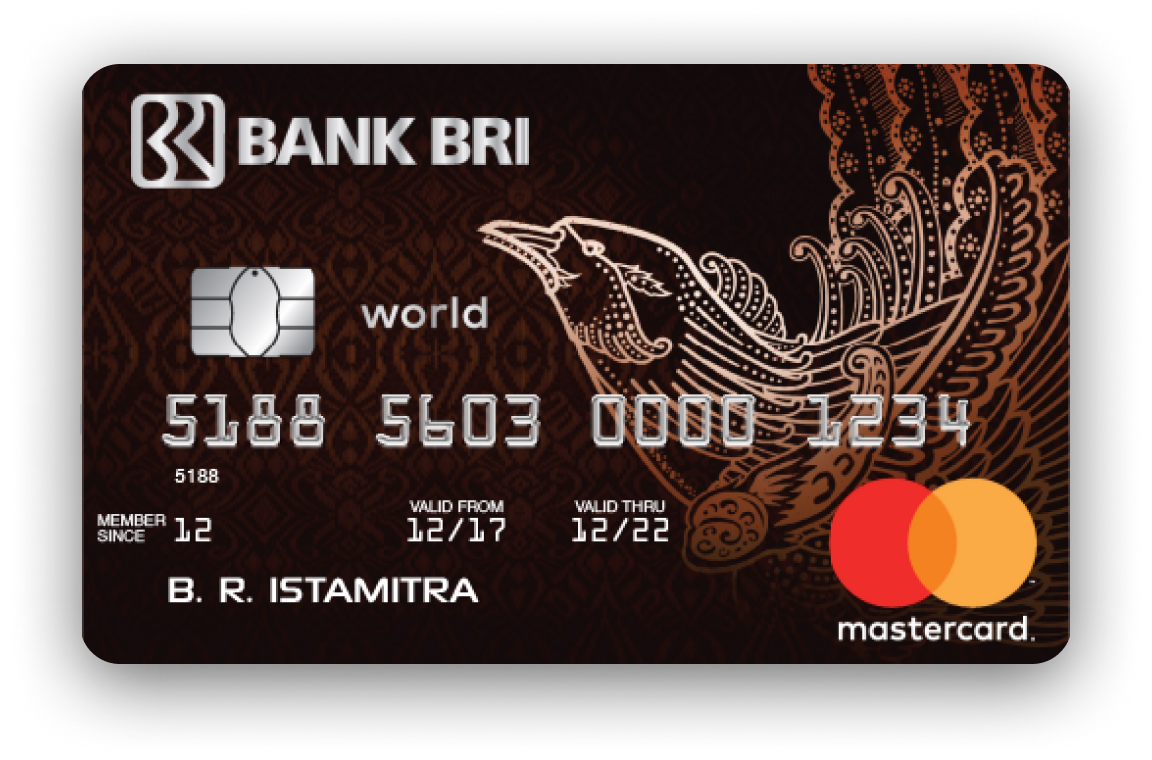 BANK BRI
world
5188 5603 0000 1234
5188
MEMBER SINCE 12
VALID FROM 12/17
VALID THRU 12/22
B. R. ISTAMITRA
mastercard.